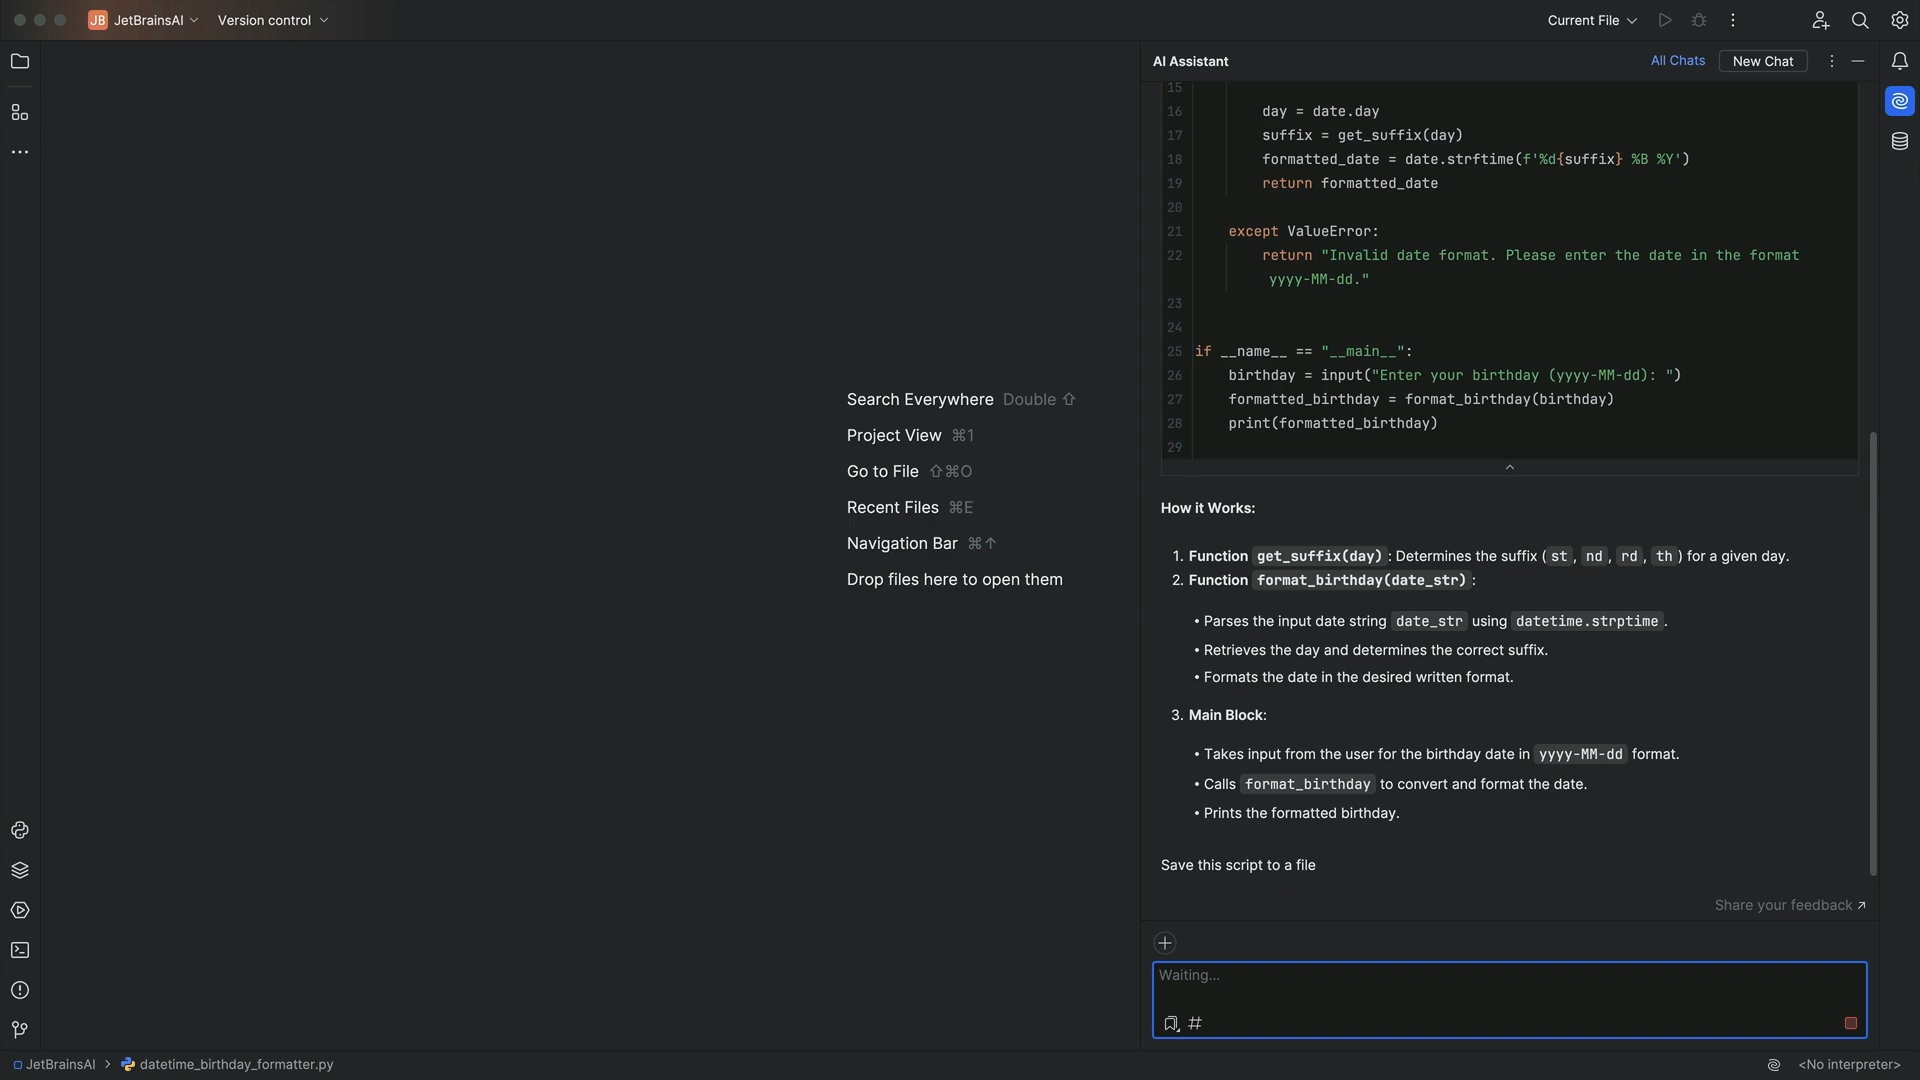 JB JetBrainsAI Version control Current File
AI Assistant All Chats New Chat
15
16 day = date.day
17 suffix = get_suffix(day)
18 formatted_date = date.strftime(f'%d{suffix} %B %Y')
19 return formatted_date
20
21 except ValueError:
22 return "Invalid date format. Please enter the date in the format
yyyy-MM-dd."
23
24
25 if __name__ == "__main__":
26 birthday = input("Enter your birthday (yyyy-MM-dd): ")
27 formatted_birthday = format_birthday(birthday)
28 print(formatted_birthday)
29
Search Everywhere Double ⇧
Project View ⌘1
Go to File ⇧⌘O
Recent Files ⌘E
Navigation Bar ⌘↑
Drop files here to open them
How it Works:
1. Function get_suffix(day) : Determines the suffix ( st , nd , rd , th ) for a given day.
2. Function format_birthday(date_str) :
• Parses the input date string date_str using datetime.strptime .
• Retrieves the day and determines the correct suffix.
• Formats the date in the desired written format.
3. Main Block:
• Takes input from the user for the birthday date in yyyy-MM-dd format.
• Calls format_birthday to convert and format the date.
• Prints the formatted birthday.
Save this script to a file
Share your feedback ↗
Waiting...
JetBrainsAI > datetime_birthday_formatter.py <No interpreter>